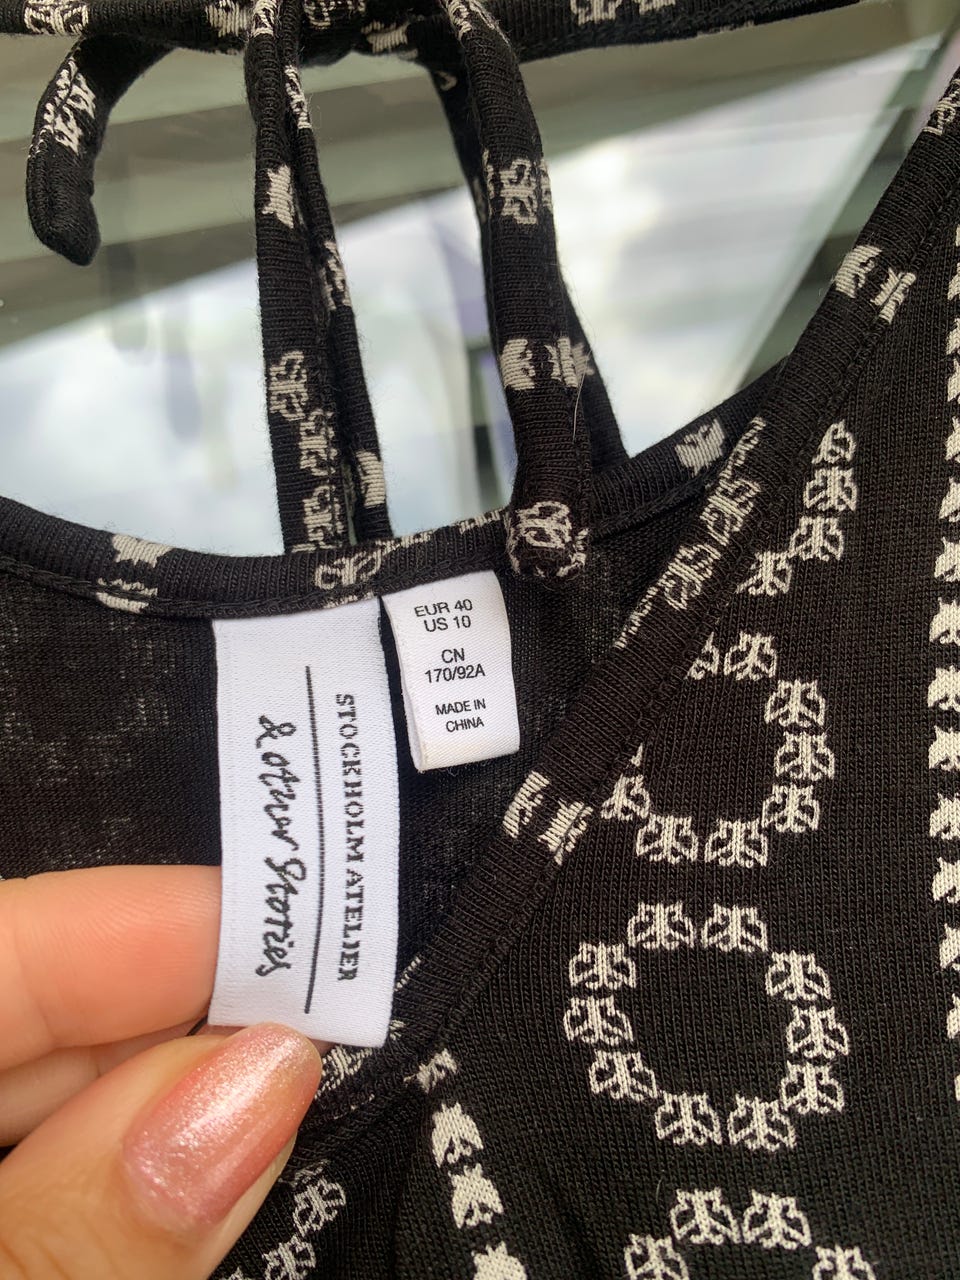 EUR 40
US 10
CN
170/92A
MADE IN
CHINA
STOCKHOLM ATELIER
& other Stories